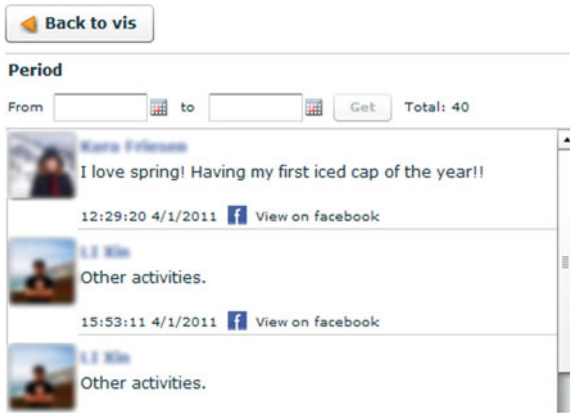 Back to vis
Period
From to Get Total: 40
I love spring! Having my first iced cap of the year!!
12:29:20 4/1/2011 f View on facebook
Other activities.
15:53:11 4/1/2011 f View on facebook
Other activities.